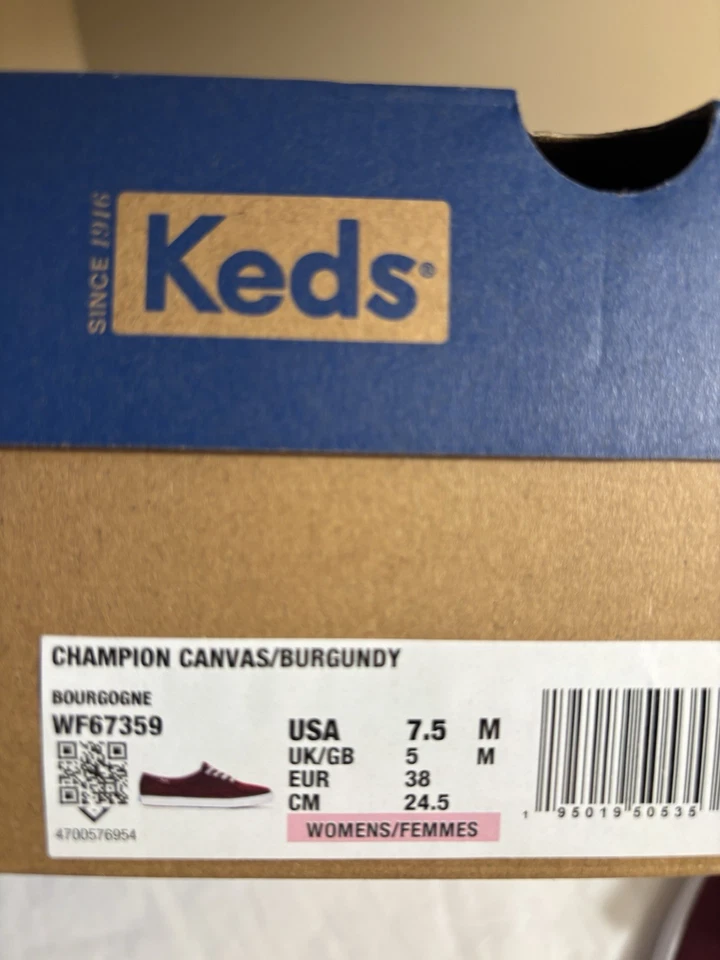 SINCE 1916
Keds®
CHAMPION CANVAS/BURGUNDY
BOURGOGNE
WF67359
USA 7.5 M
UK/GB 5 M
EUR 38
CM 24.5
WOMENS/FEMMES
4700576954
1 95019 50535